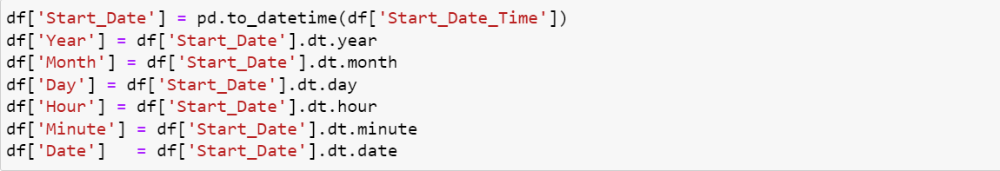 df['Start_Date'] = pd.to_datetime(df['Start_Date_Time'])
df['Year'] = df['Start_Date'].dt.year
df['Month'] = df['Start_Date'].dt.month
df['Day'] = df['Start_Date'].dt.day
df['Hour'] = df['Start_Date'].dt.hour
df['Minute'] = df['Start_Date'].dt.minute
df['Date']   = df['Start_Date'].dt.date